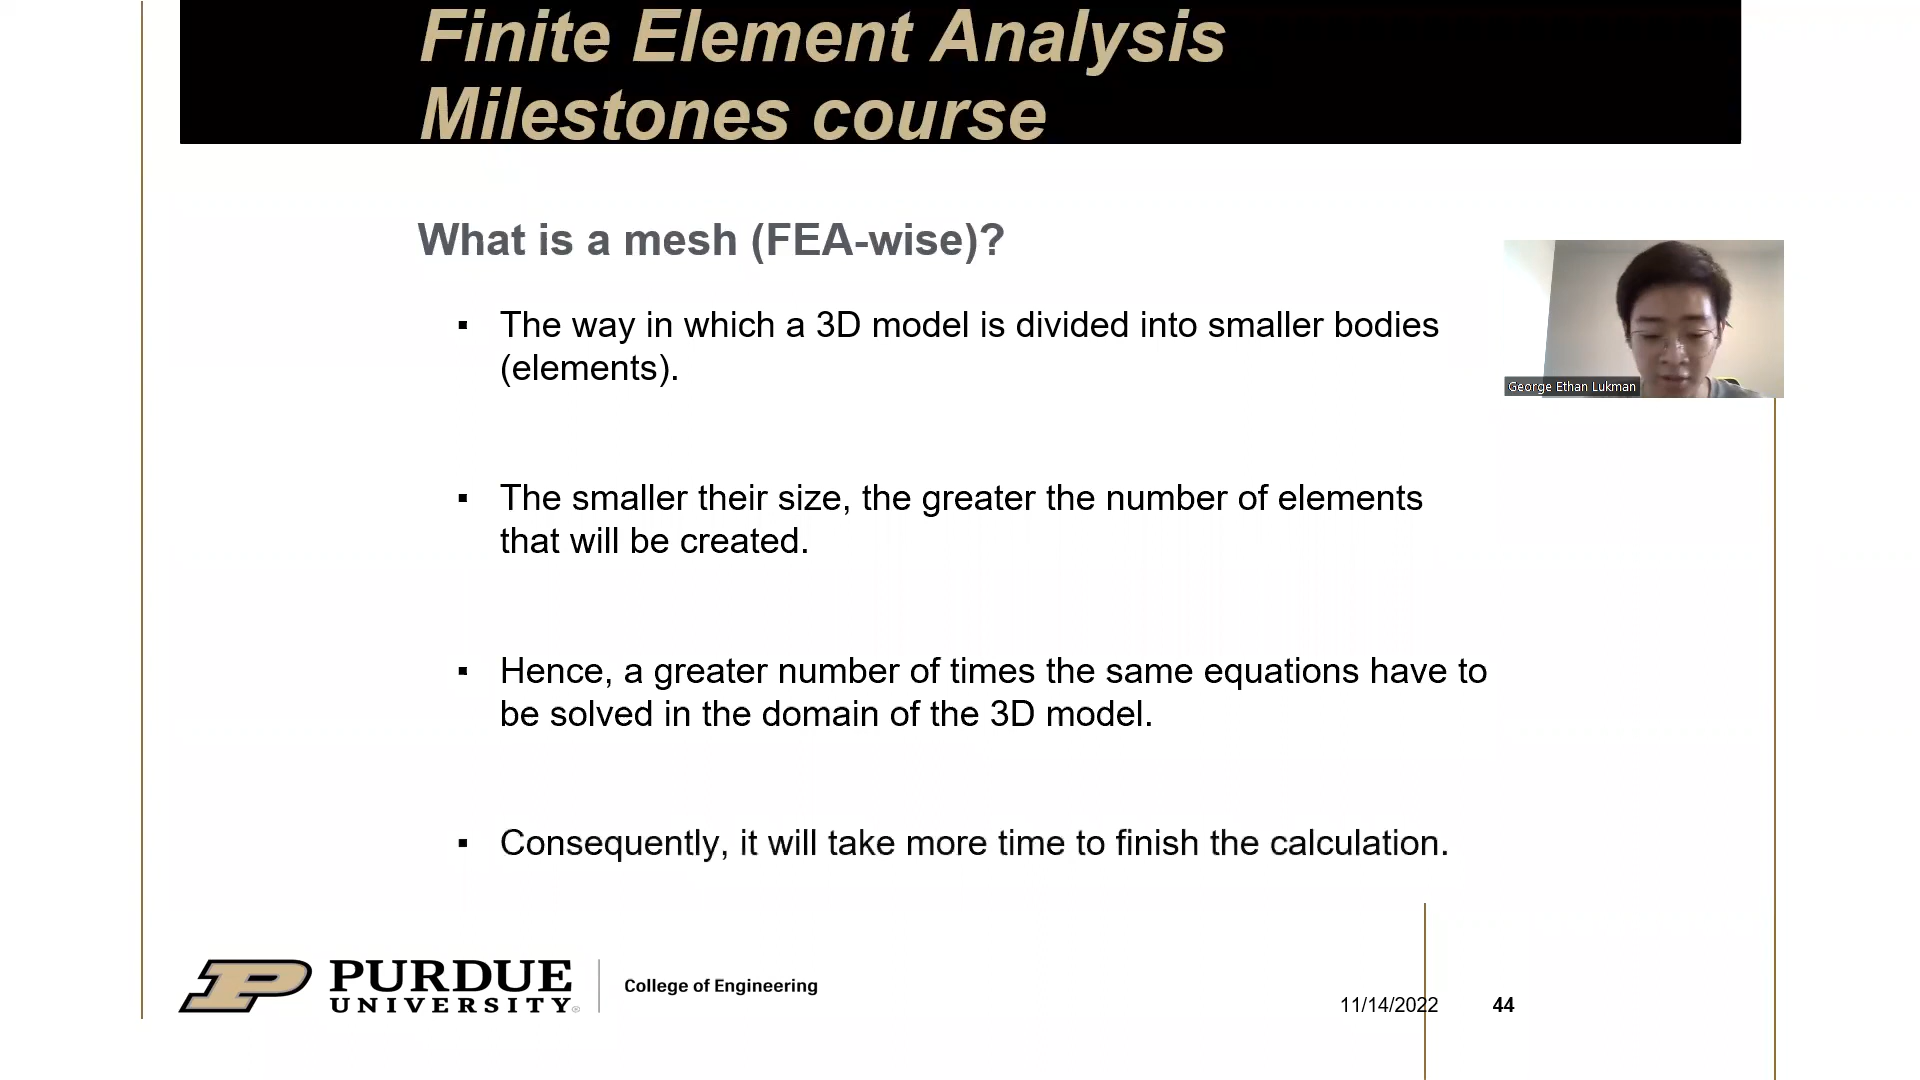 Finite Element Analysis
Milestones course
What is a mesh (FEA-wise)?
▪ The way in which a 3D model is divided into smaller bodies
(elements).
George Ethan Lukman
▪ The smaller their size, the greater the number of elements
that will be created.
▪ Hence, a greater number of times the same equations have to
be solved in the domain of the 3D model.
▪ Consequently, it will take more time to finish the calculation.
P PURDUE
UNIVERSITY®
College of Engineering
11/14/2022 44